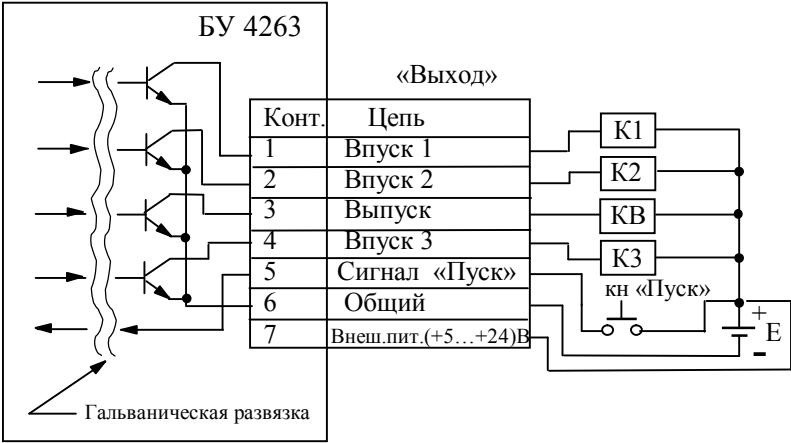 БУ 4263
«Выход»
Конт. Цепь
1 Впуск 1
2 Впуск 2
3 Выпуск
4 Впуск 3
5 Сигнал «Пуск»
6 Общий
7 Внеш.пит.(+5…+24)В
К1
К2
КВ
К3
кн «Пуск»
+
E
-
Гальваническая развязка